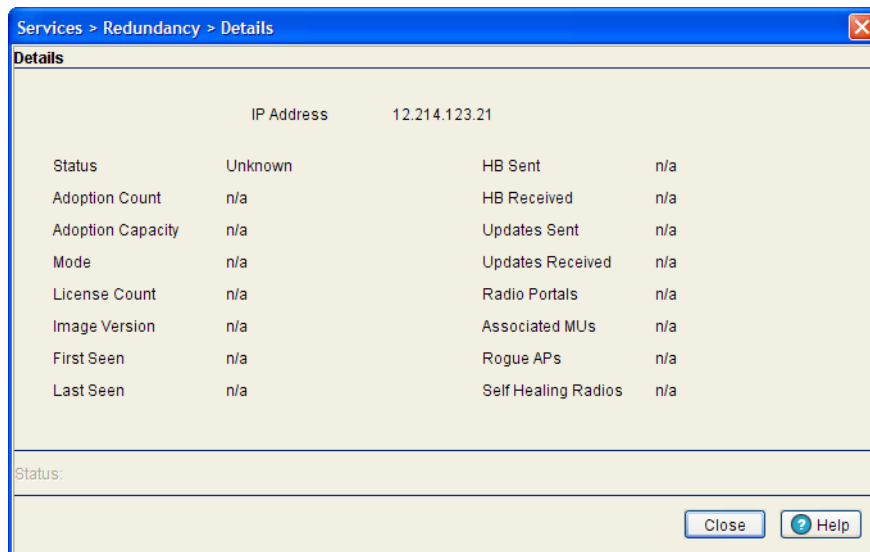 Services > Redundancy > Details
Details
IP Address 12.214.123.21
Status Unknown HB Sent n/a
Adoption Count n/a HB Received n/a
Adoption Capacity n/a Updates Sent n/a
Mode n/a Updates Received n/a
License Count n/a Radio Portals n/a
Image Version n/a Associated MUs n/a
First Seen n/a Rogue APs n/a
Last Seen n/a Self Healing Radios n/a
Status:
Close ? Help